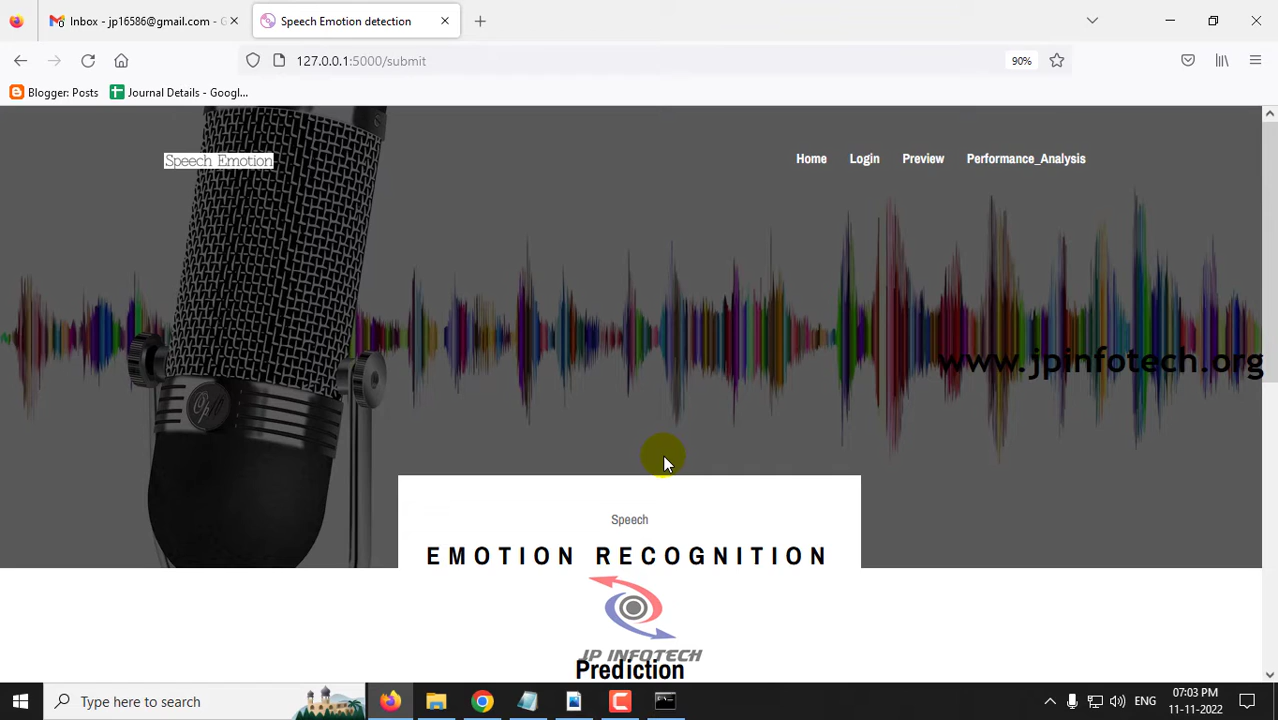 Inbox - jp16586@gmail.com - G
Speech Emotion detection
127.0.0.1:5000/submit
90%
Blogger: Posts
Journal Details - Googl...
Speech Emotion
Home
Login
Preview
Performance_Analysis
www.jpinfotech.org
Speech
EMOTION RECOGNITION
JP INFOTECH
Prediction
Type here to search
ENG
07:03 PM
11-11-2022